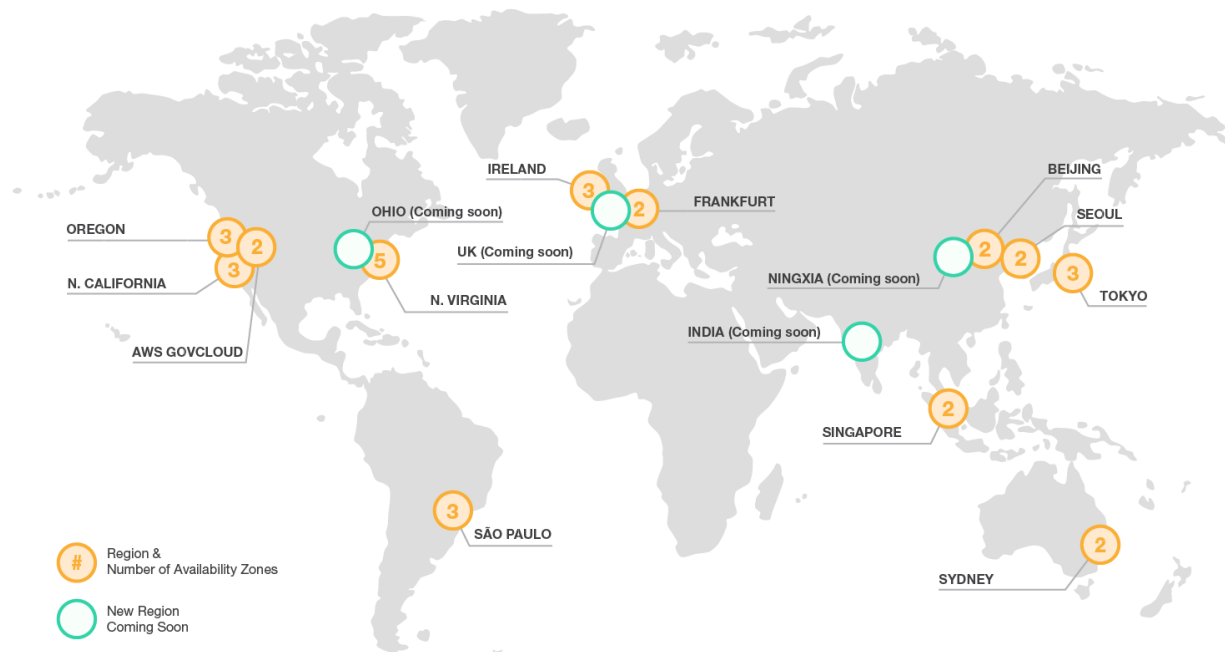 IRELAND
3
BEIJING
2
FRANKFURT
OHIO (Coming soon)
SEOUL
OREGON
3
2
UK (Coming soon)
2
2
5
3
N. CALIFORNIA
3
NINGXIA (Coming soon)
N. VIRGINIA
TOKYO
INDIA (Coming soon)
AWS GOVCLOUD
2
SINGAPORE
3
SÃO PAULO
2
SYDNEY
#
Region &
Number of Availability Zones
New Region
Coming Soon